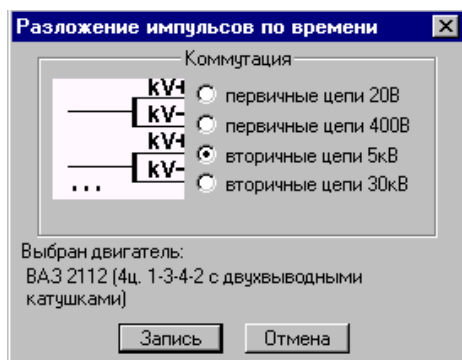 Разложение импульсов по времени
Коммутация
kV+
kV-
kV+
kV-
...
первичные цепи 20В
первичные цепи 400В
вторичные цепи 5кВ
вторичные цепи 30кВ
Выбран двигатель:
ВАЗ 2112 (4ц. 1-3-4-2 с двухвыводными
катушками)
Запись
Отмена